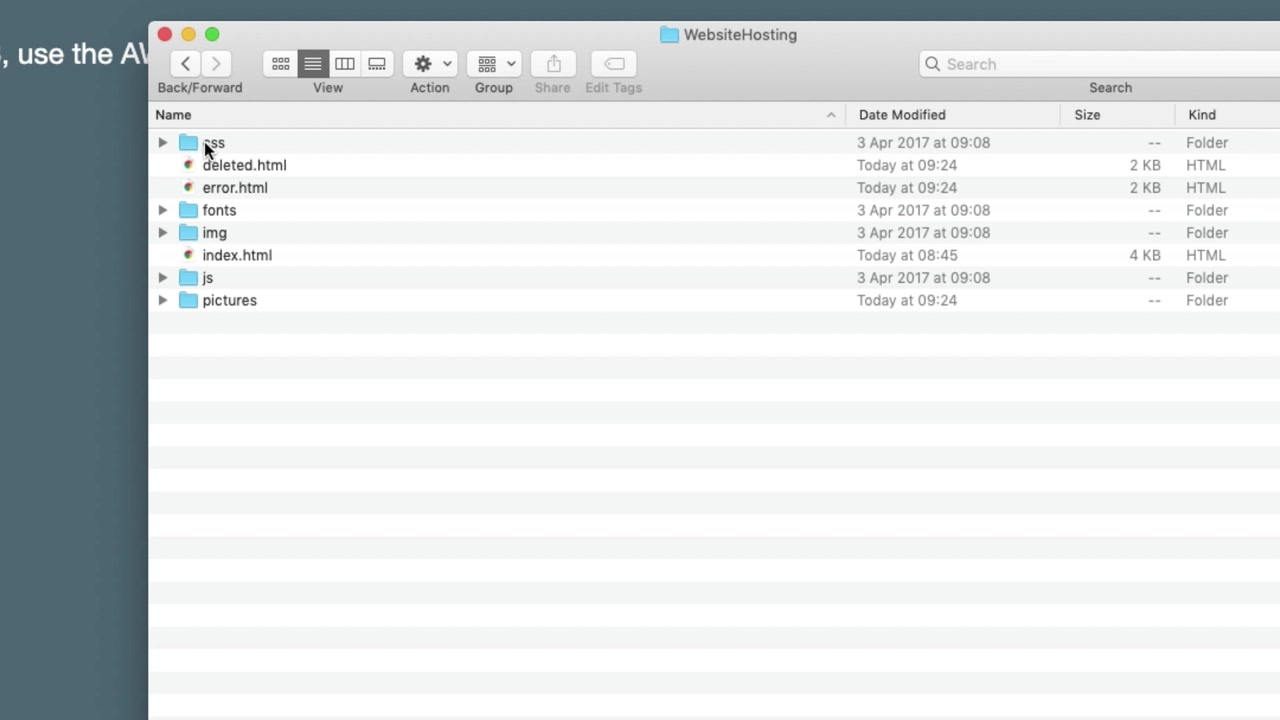 , use the AW
WebsiteHosting
Search
Back/Forward View Action Group Share Edit Tags Search
Name Date Modified Size Kind
css 3 Apr 2017 at 09:08 -- Folder
deleted.html Today at 09:24 2 KB HTML
error.html Today at 09:24 2 KB HTML
fonts 3 Apr 2017 at 09:08 -- Folder
img 3 Apr 2017 at 09:08 -- Folder
index.html Today at 08:45 4 KB HTML
js 3 Apr 2017 at 09:08 -- Folder
pictures Today at 09:24 -- Folder